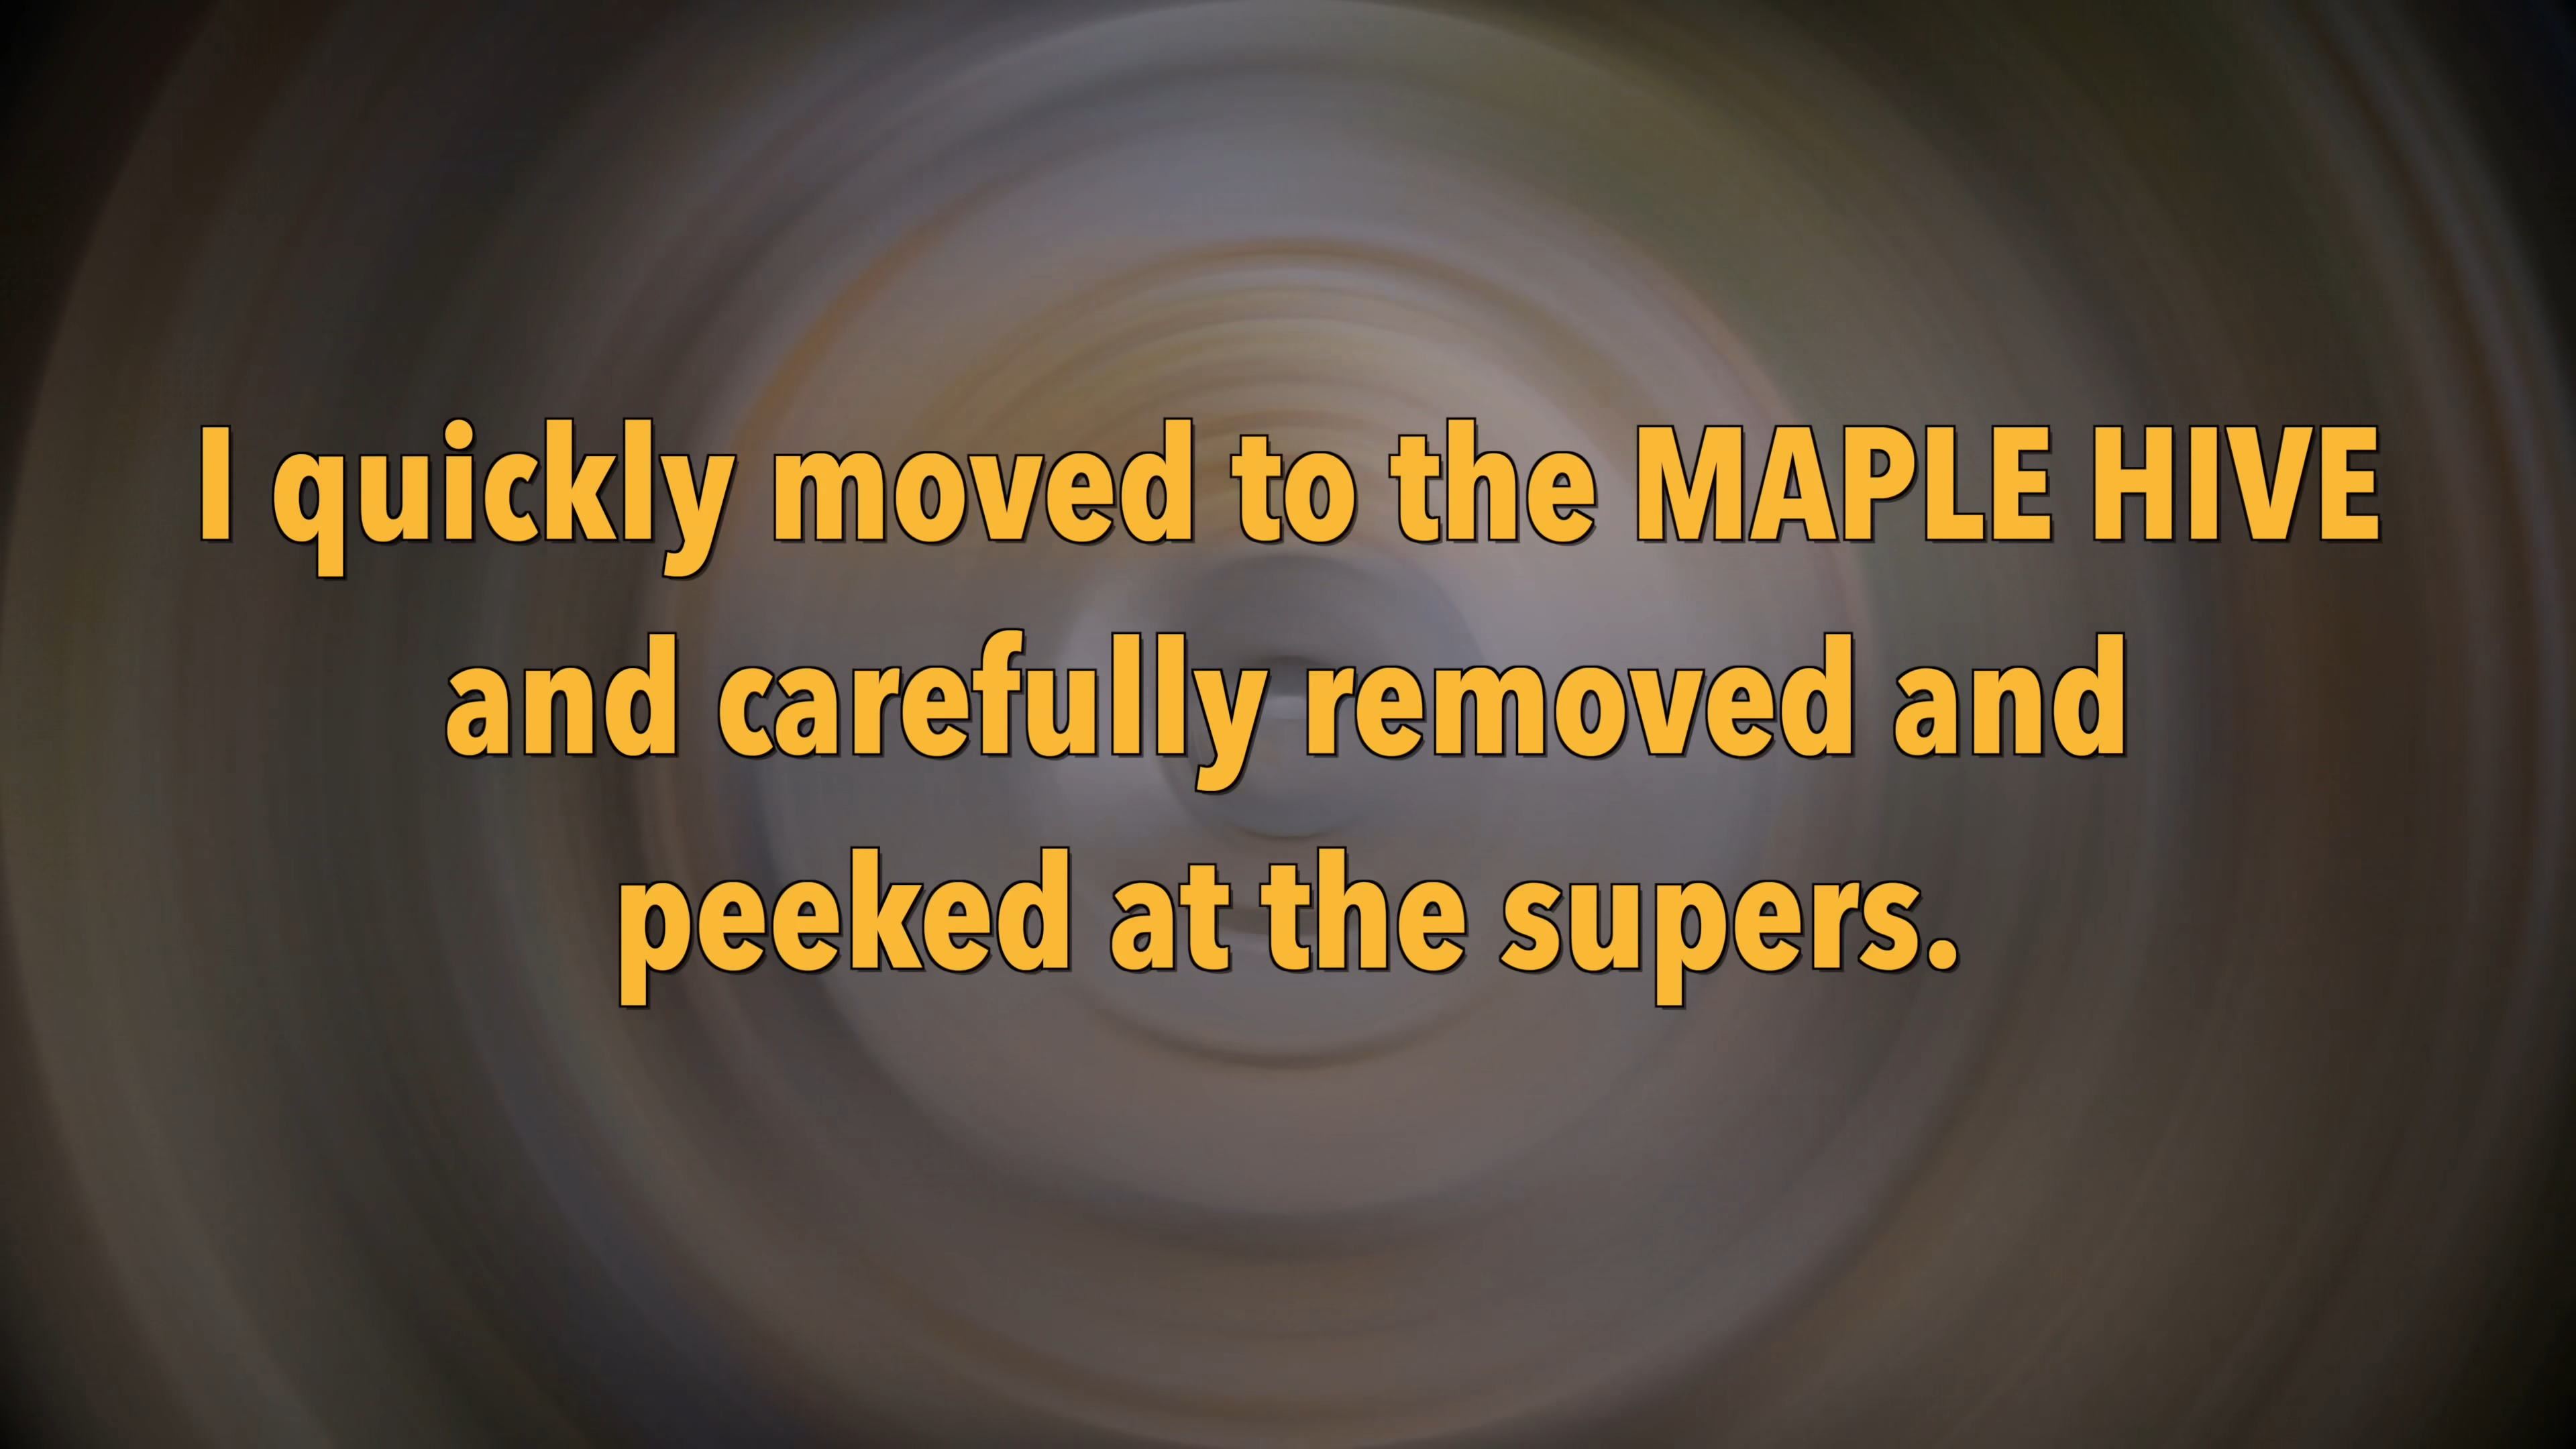 I quickly moved to the MAPLE HIVE
and carefully removed and
peeked at the supers.